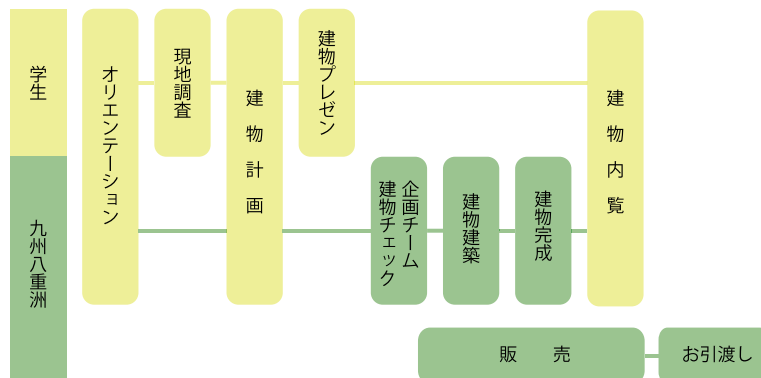 学生
九州八重洲
オリエンテーション
現地調査
建物計画
建物プレゼン
企画チーム
建物チェック
建物建築
建物完成
建物内覧
販売
お引渡し